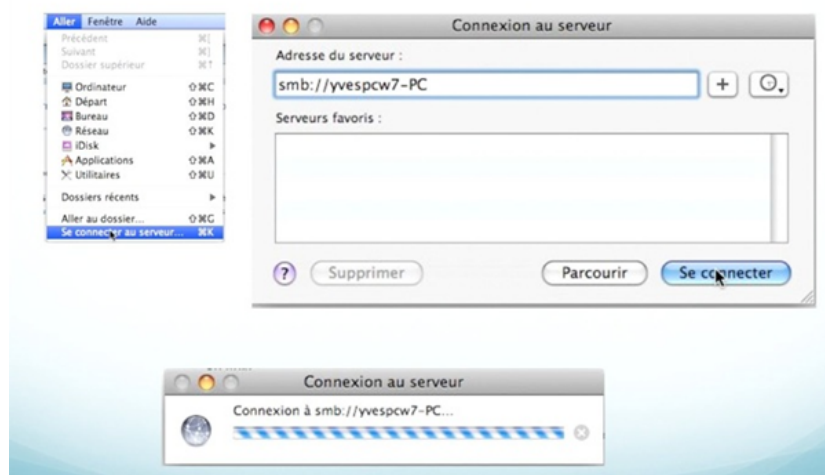 Aller Fenêtre Aide
Précédent ⌘[
Suivant ⌘]
Dossier supérieur ⌘↑
Ordinateur ⇧⌘C
Départ ⇧⌘H
Bureau ⇧⌘D
Réseau ⇧⌘K
iDisk
Applications ⇧⌘A
Utilitaires ⇧⌘U
Dossiers récents
Aller au dossier... ⇧⌘G
Se connecter au serveur... ⌘K
Connexion au serveur
Adresse du serveur :
smb://yvespcw7-PC
Serveurs favoris :
? Supprimer Parcourir Se connecter
Connexion au serveur
Connexion à smb://yvespcw7-PC...